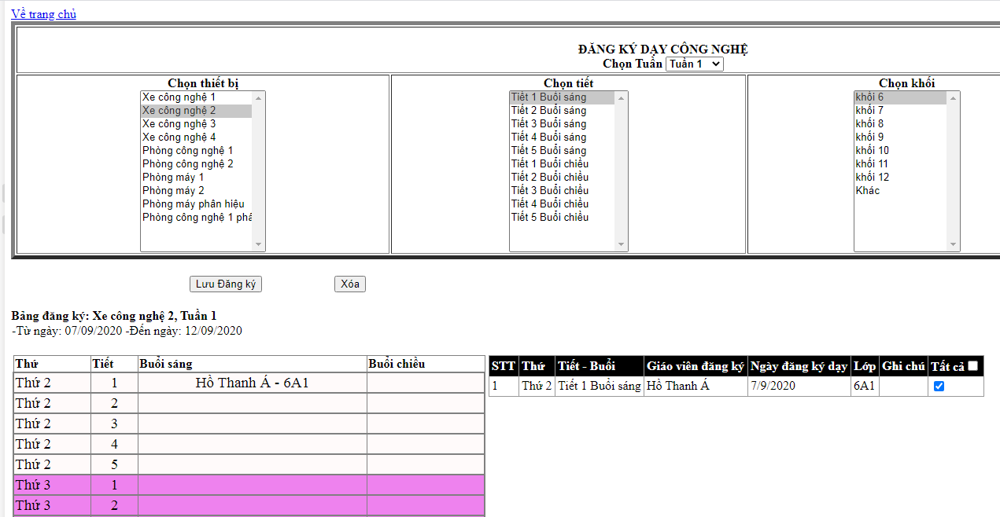 Về trang chủ
ĐĂNG KÝ DẠY CÔNG NGHỆ
Chọn Tuần Tuần 1
Chọn thiết bị
Xe công nghệ 1
Xe công nghệ 2
Xe công nghệ 3
Xe công nghệ 4
Phòng công nghệ 1
Phòng công nghệ 2
Phòng máy 1
Phòng máy 2
Phòng máy phân hiệu
Phòng công nghệ 1 phâ
Chọn tiết
Tiết 1 Buổi sáng
Tiết 2 Buổi sáng
Tiết 3 Buổi sáng
Tiết 4 Buổi sáng
Tiết 5 Buổi sáng
Tiết 1 Buổi chiều
Tiết 2 Buổi chiều
Tiết 3 Buổi chiều
Tiết 4 Buổi chiều
Tiết 5 Buổi chiều
Chọn khối
khối 6
khối 7
khối 8
khối 9
khối 10
khối 11
khối 12
Khác
Lưu Đăng ký Xóa
Bảng đăng ký: Xe công nghệ 2, Tuần 1
-Từ ngày: 07/09/2020 -Đến ngày: 12/09/2020
Thứ Tiết Buổi sáng Buổi chiều
Thứ 2 1 Hồ Thanh Á - 6A1
Thứ 2 2
Thứ 2 3
Thứ 2 4
Thứ 2 5
Thứ 3 1
Thứ 3 2
STT Thứ Tiết - Buổi Giáo viên đăng ký Ngày đăng ký dạy Lớp Ghi chú Tất cả
1 Thứ 2 Tiết 1 Buổi sáng Hồ Thanh Á 7/9/2020 6A1